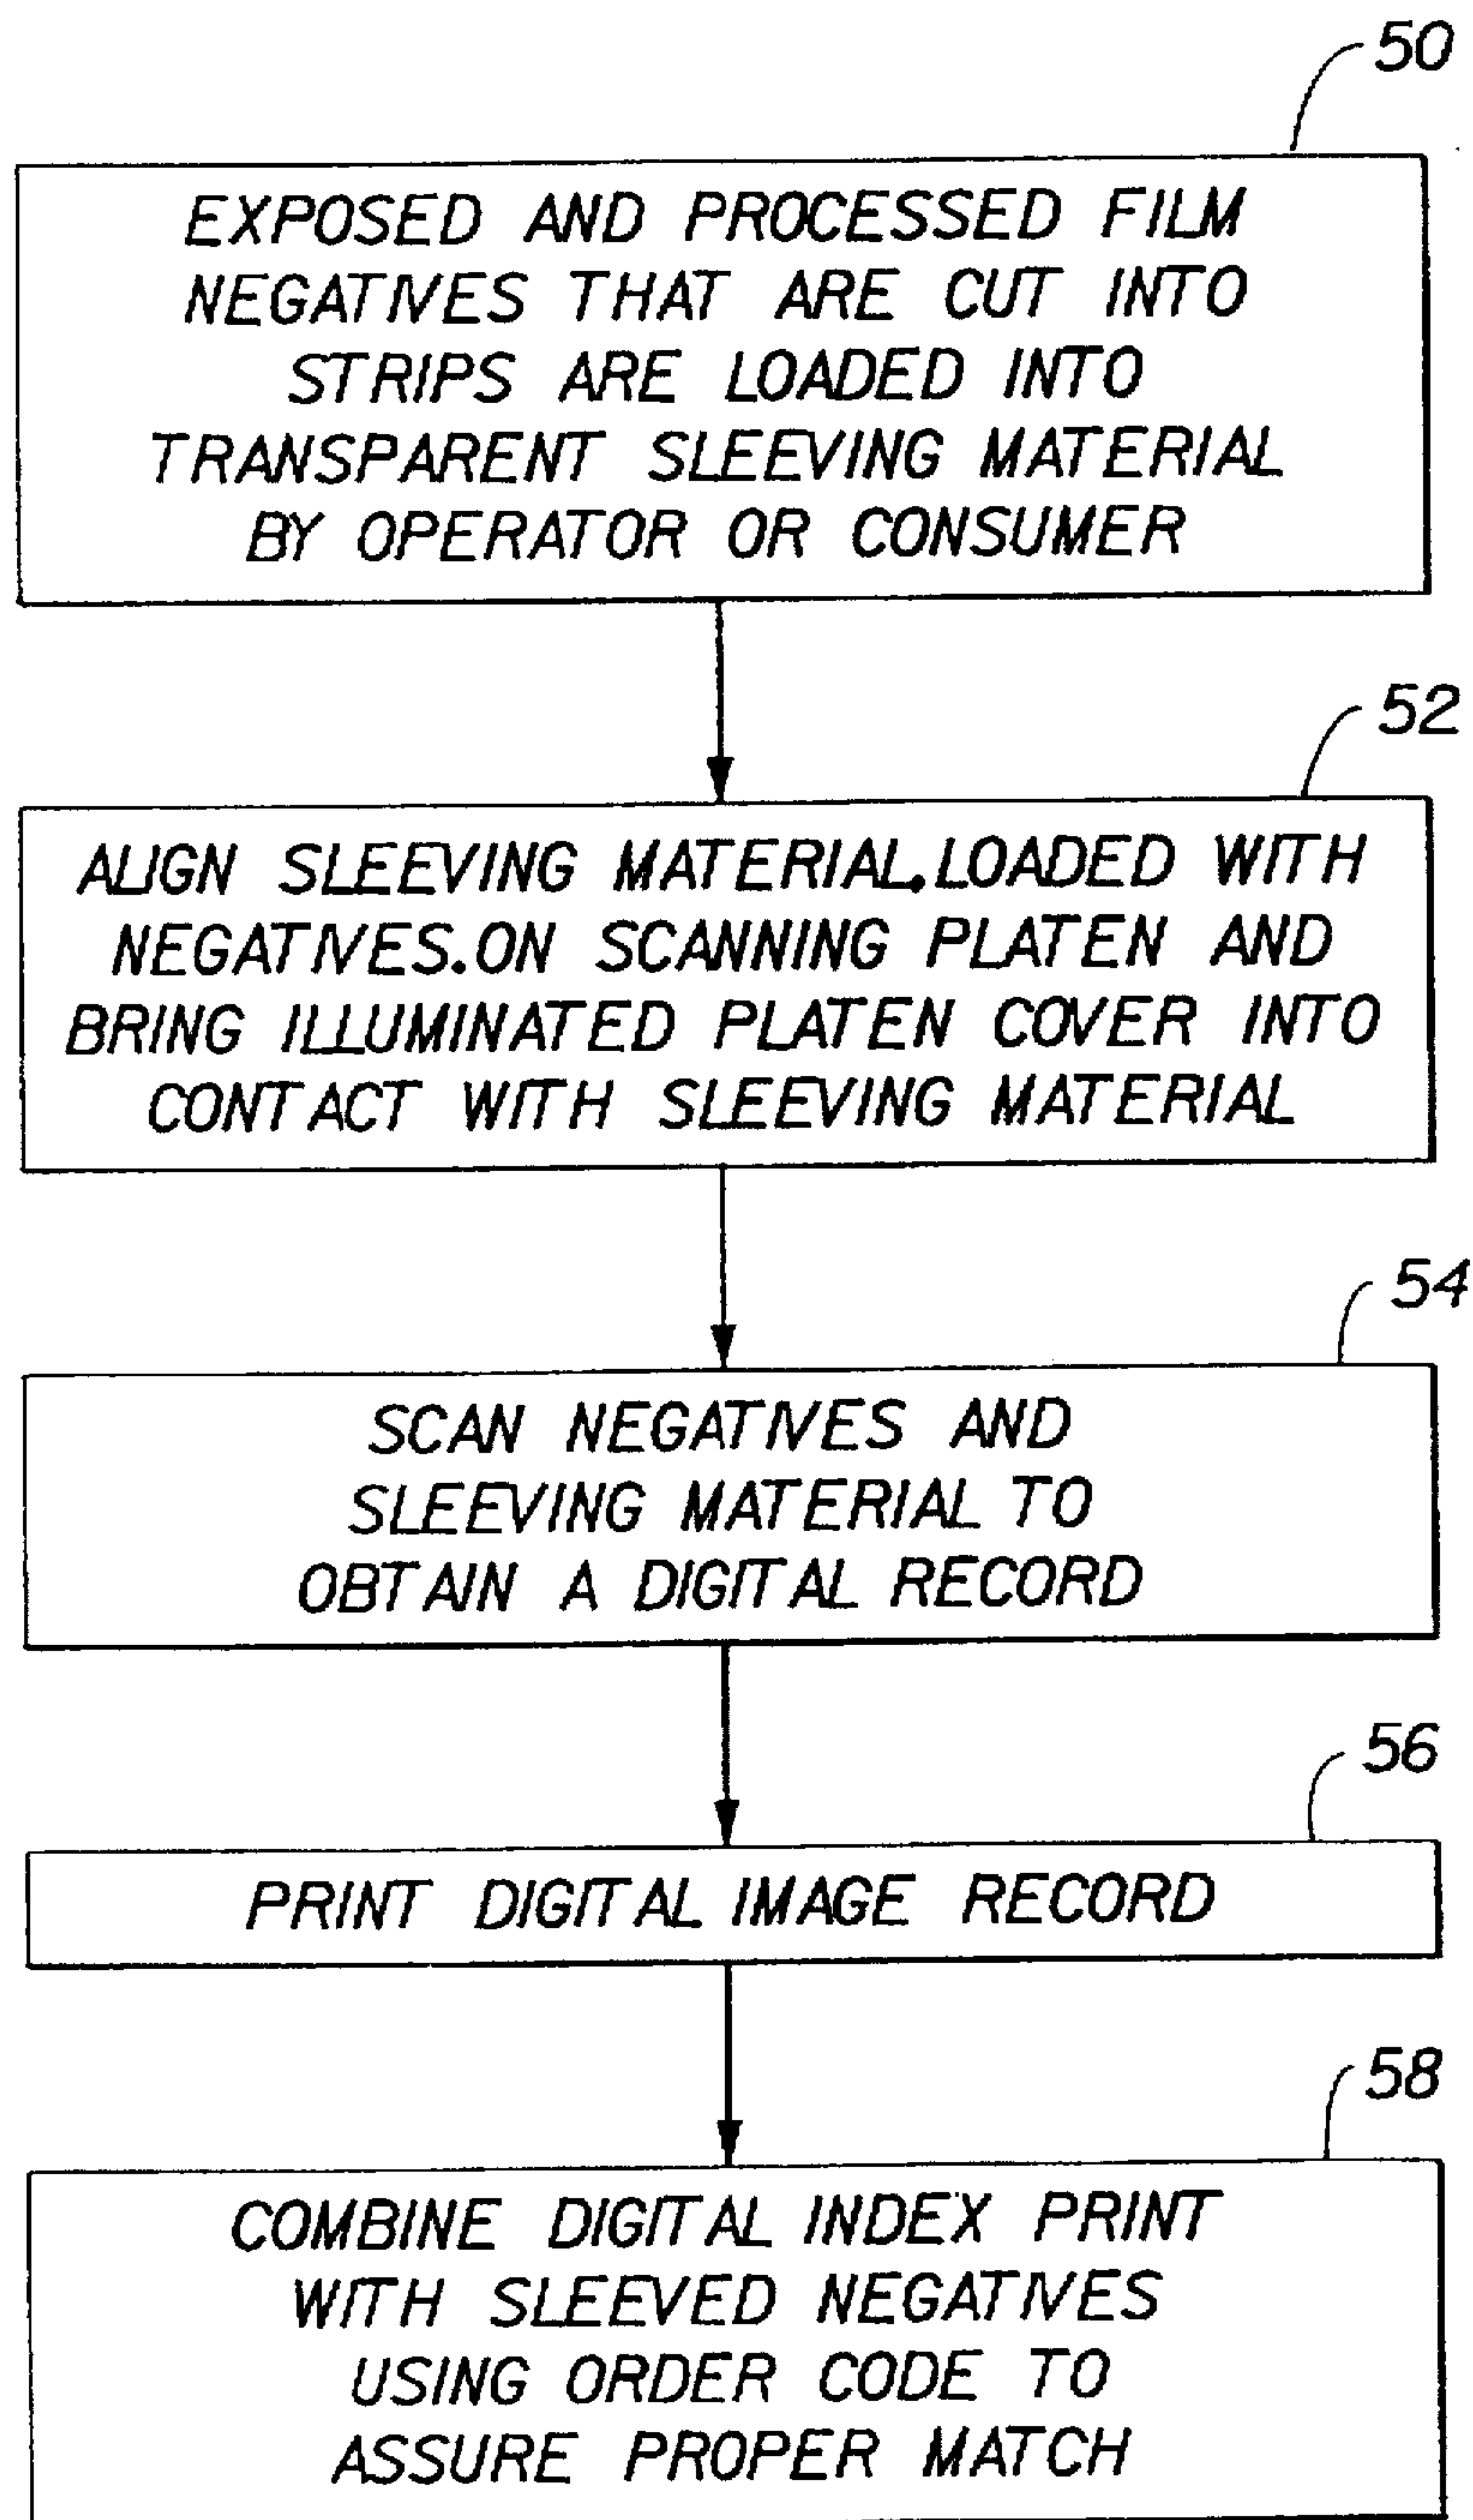 50
EXPOSED AND PROCESSED FILM
NEGATIVES THAT ARE CUT INTO
STRIPS ARE LOADED INTO
TRANSPARENT SLEEVING MATERIAL
BY OPERATOR OR CONSUMER
52
ALIGN SLEEVING MATERIAL.LOADED WITH
NEGATIVES.ON SCANNING PLATEN AND
BRING ILLUMINATED PLATEN COVER INTO
CONTACT WITH SLEEVING MATERIAL
54
SCAN NEGATIVES AND
SLEEVING MATERIAL TO
OBTAIN A DIGITAL RECORD
56
PRINT DIGITAL IMAGE RECORD
58
COMBINE DIGITAL INDEX PRINT
WITH SLEEVED NEGATIVES
USING ORDER CODE TO
ASSURE PROPER MATCH